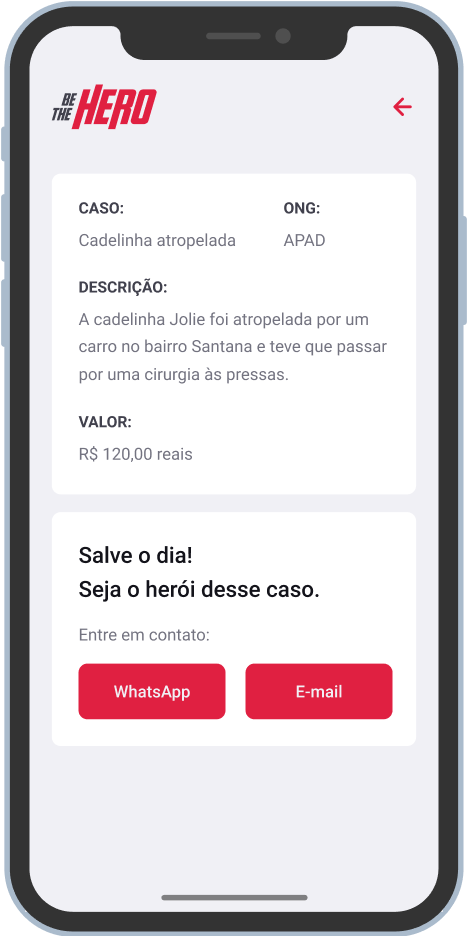 BE
THE HERO
CASO: ONG:
Cadelinha atropelada APAD
DESCRIÇÃO:
A cadelinha Jolie foi atropelada por um
carro no bairro Santana e teve que passar
por uma cirurgia às pressas.
VALOR:
R$ 120,00 reais
Salve o dia!
Seja o herói desse caso.
Entre em contato:
WhatsApp E-mail